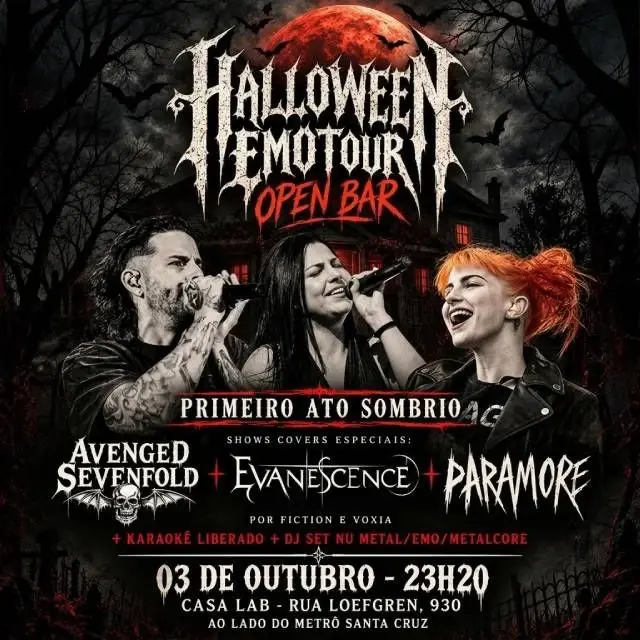 HALLOWEEN
EMOTOUR
OPEN BAR
AG
PRIMEIRO ATO SOMBRIO
SHOWS COVERS ESPECIAIS:
AVENGED
SEVENFOLD
+ EVANESCENCE + PARAMORE
POR FICTION E VOXIA
+ KARAOKÊ LIBERADO + DJ SET NU METAL/EMO/METALCORE
03 DE OUTUBRO - 23H20
CASA LAB - RUA LOEFGREN, 930
AO LADO DO METRÔ SANTA CRUZ